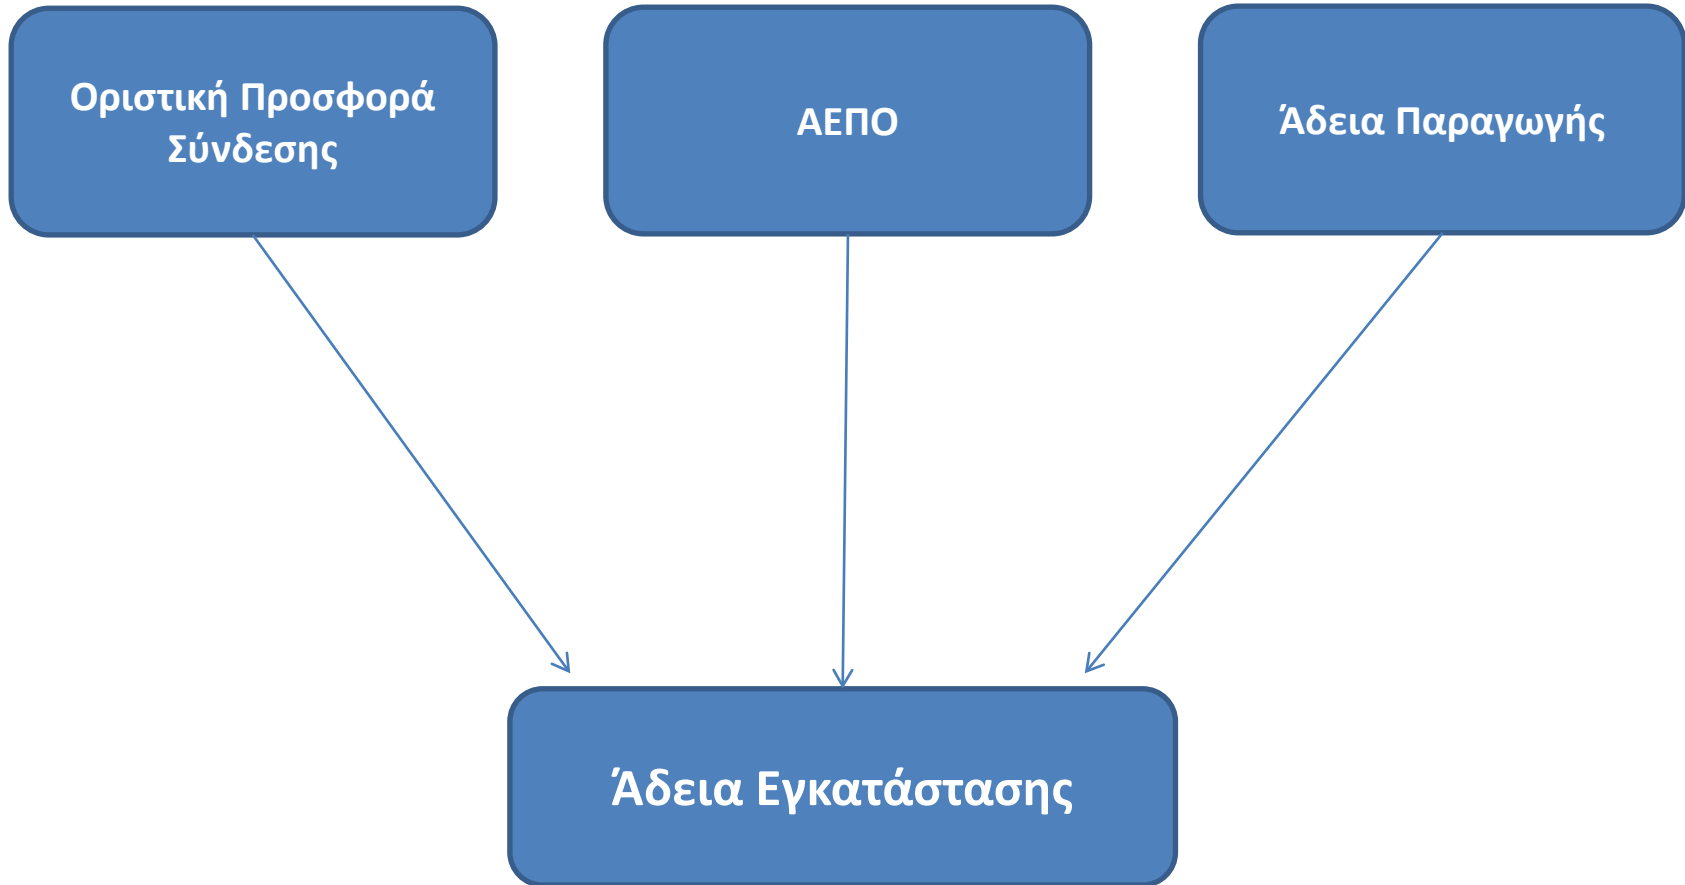 Οριστική Προσφορά
Σύνδεσης
ΑΕΠΟ
Άδεια Παραγωγής
Άδεια Εγκατάστασης